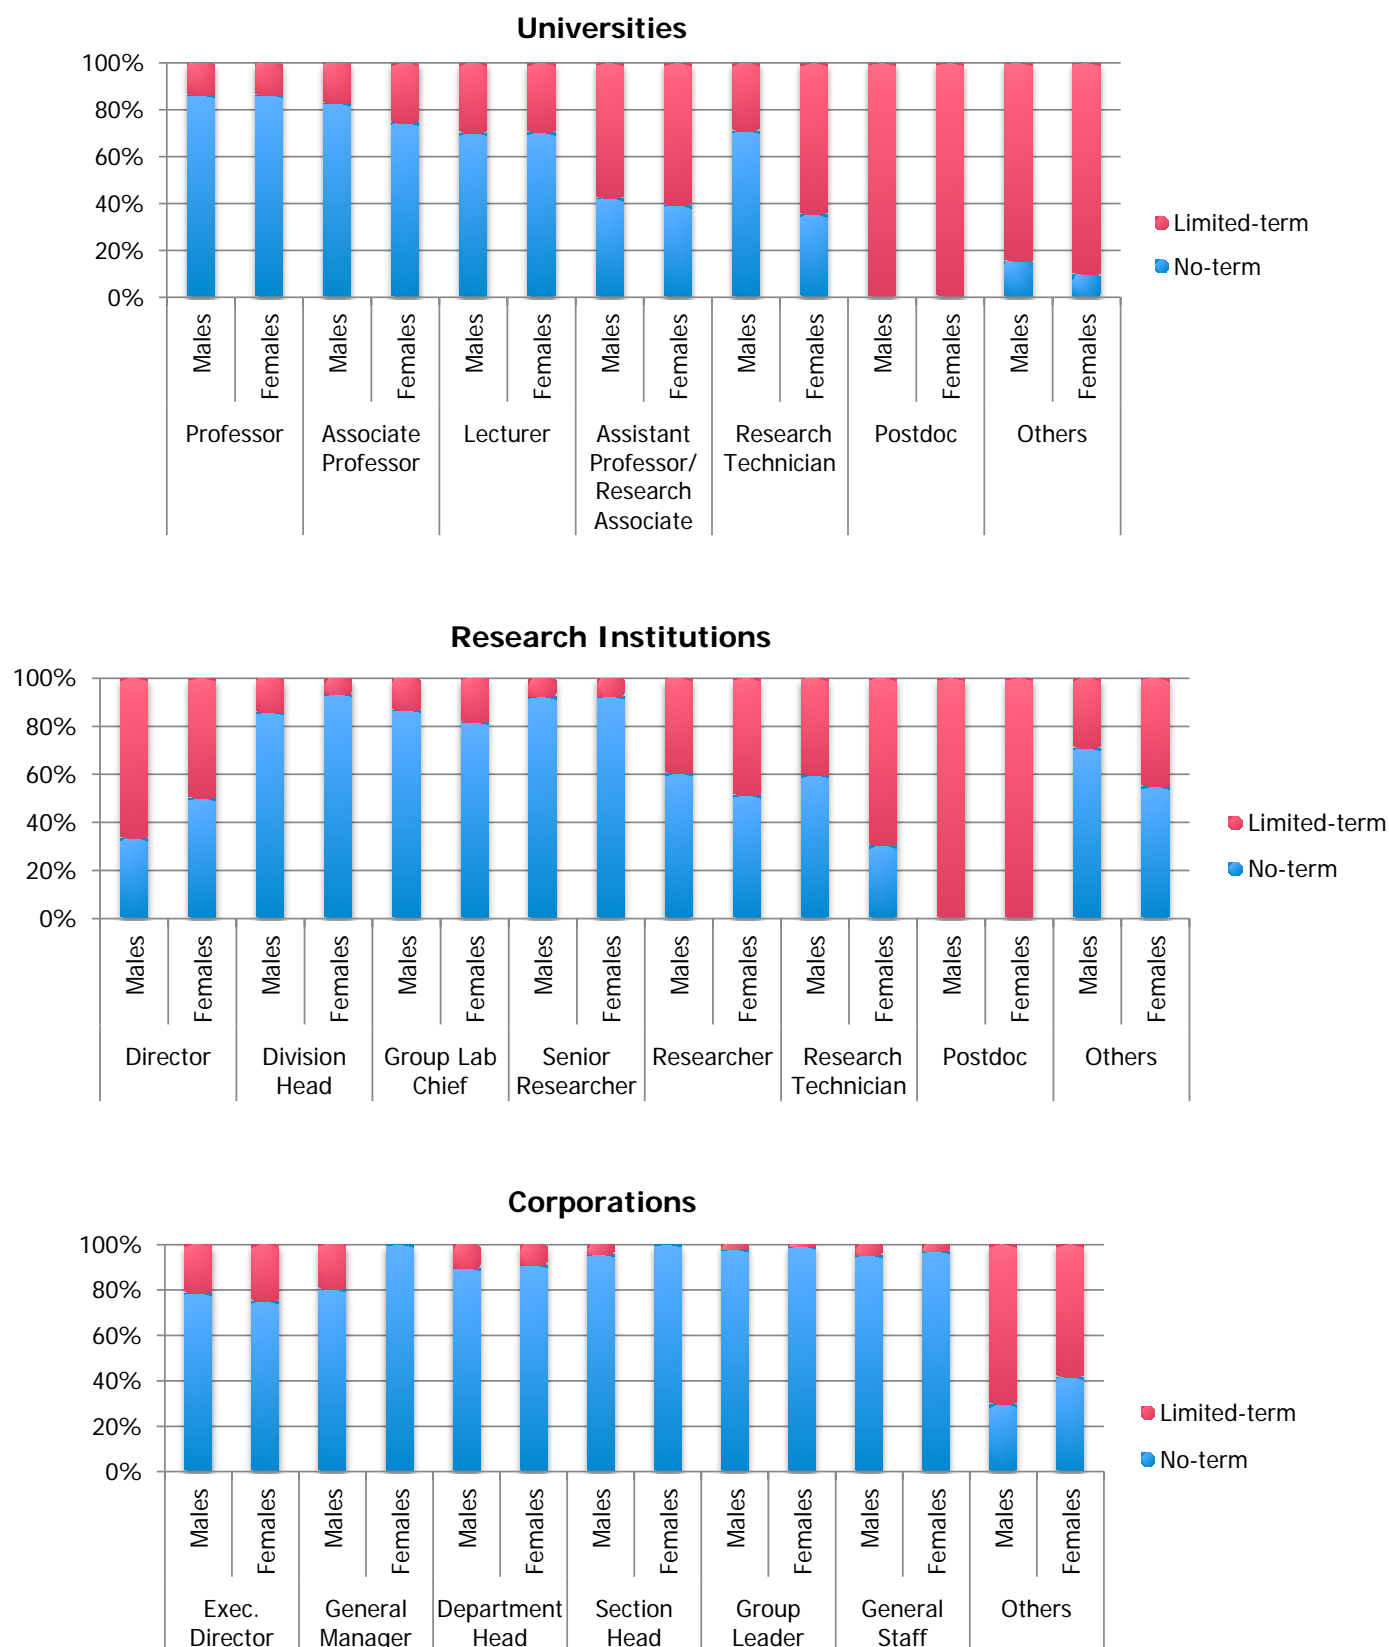 Universities
100%
80%
60%
40%
20%
0%
Limited-term
No-term
Males Females Males Females Males Females Males Females Males Females Males Females Males Females
Professor Associate Professor Lecturer Assistant Professor/ Research Associate Research Technician Postdoc Others
Research Institutions
100%
80%
60%
40%
20%
0%
Limited-term
No-term
Males Females Males Females Males Females Males Females Males Females Males Females Males Females Males Females
Director Division Head Group Lab Chief Senior Researcher Researcher Research Technician Postdoc Others
Corporations
100%
80%
60%
40%
20%
0%
Limited-term
No-term
Males Females Males Females Males Females Males Females Males Females Males Females Males Females
Exec. Director General Manager Department Head Section Head Group Leader General Staff Others